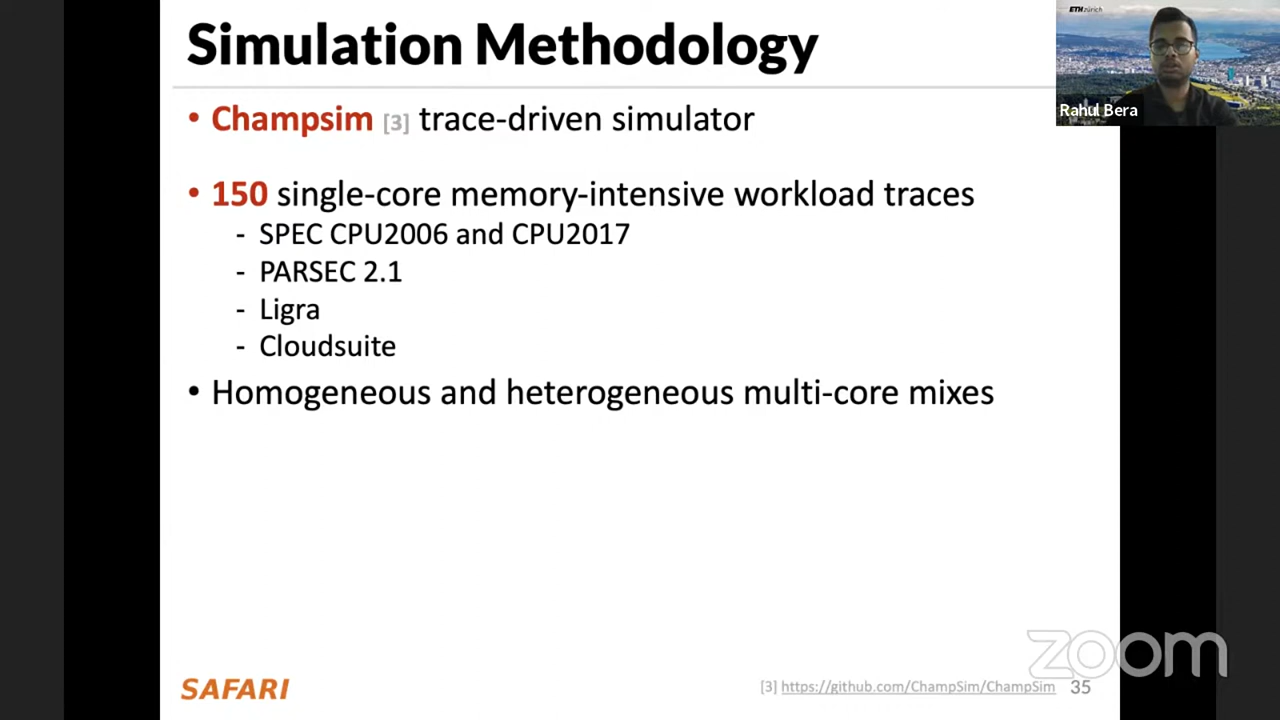 Simulation Methodology
ETH zürich
Rahul Bera
• Champsim [3] trace-driven simulator
• 150 single-core memory-intensive workload traces
- SPEC CPU2006 and CPU2017
- PARSEC 2.1
- Ligra
- Cloudsuite
• Homogeneous and heterogeneous multi-core mixes
zoom
SAFARI
[3] https://github.com/ChampSim/ChampSim 35